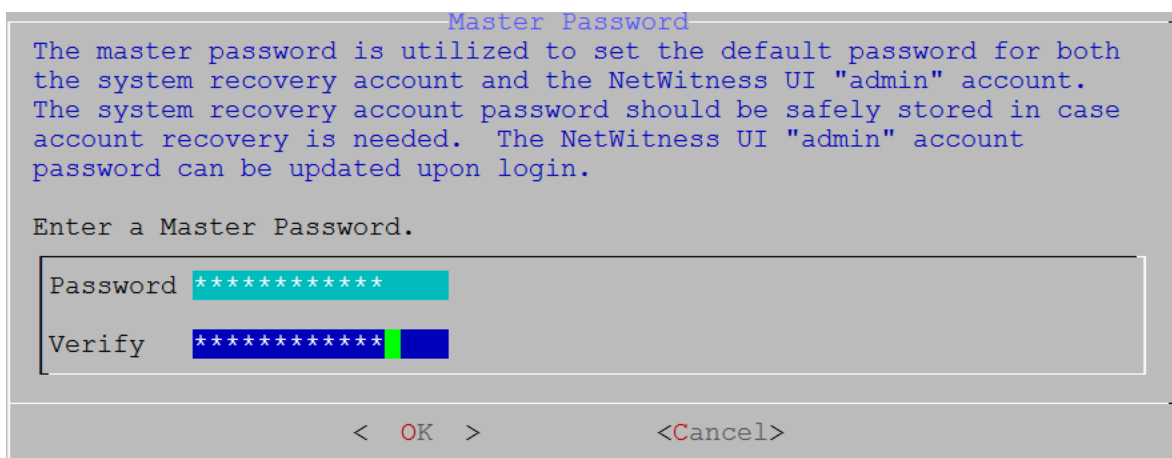 Master Password
The master password is utilized to set the default password for both
the system recovery account and the NetWitness UI "admin" account.
The system recovery account password should be safely stored in case
account recovery is needed.  The NetWitness UI "admin" account
password can be updated upon login.
Enter a Master Password.
Password ************
Verify ************
< OK > <Cancel>